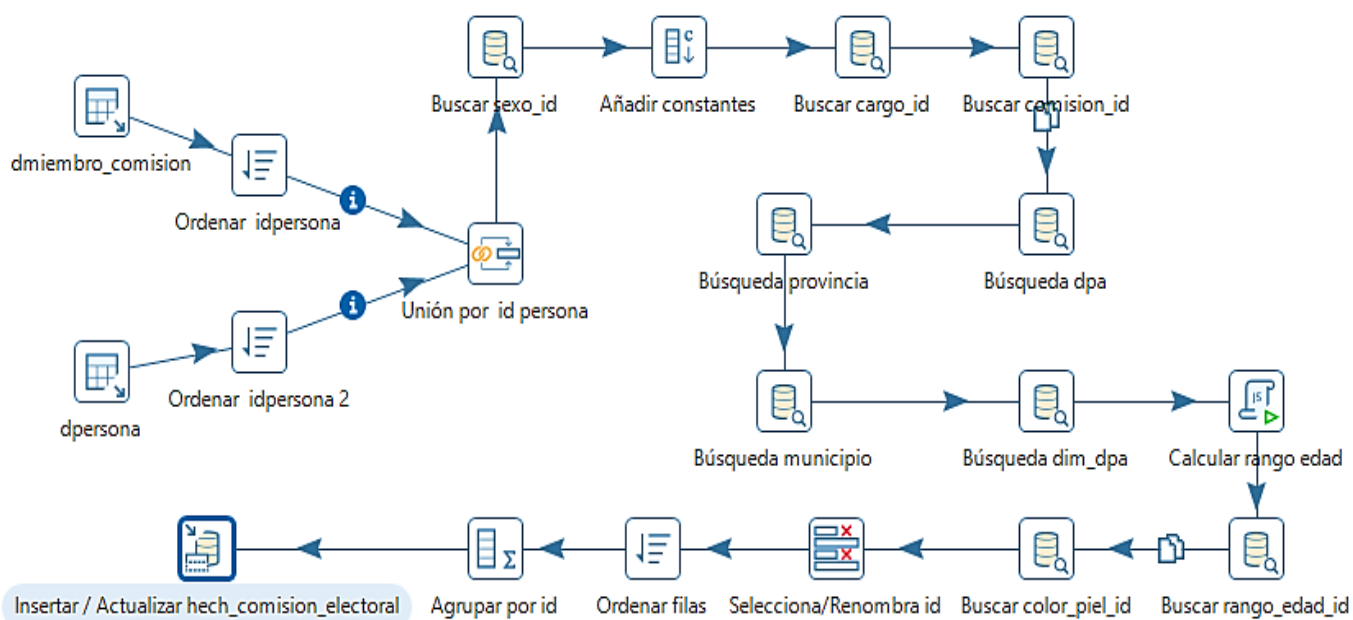 Buscar sexo_id
Añadir constantes
Buscar cargo_id
Buscar comision_id
dmiembro_comision
Ordenar idpersona
Unión por id persona
Búsqueda provincia
Búsqueda dpa
Ordenar idpersona 2
dpersona
Búsqueda municipio
Búsqueda dim_dpa
Calcular rango edad
Insertar / Actualizar hech_comision_electoral
Agrupar por id
Ordenar filas
Selecciona/Renombra id
Buscar color_piel_id
Buscar rango_edad_id